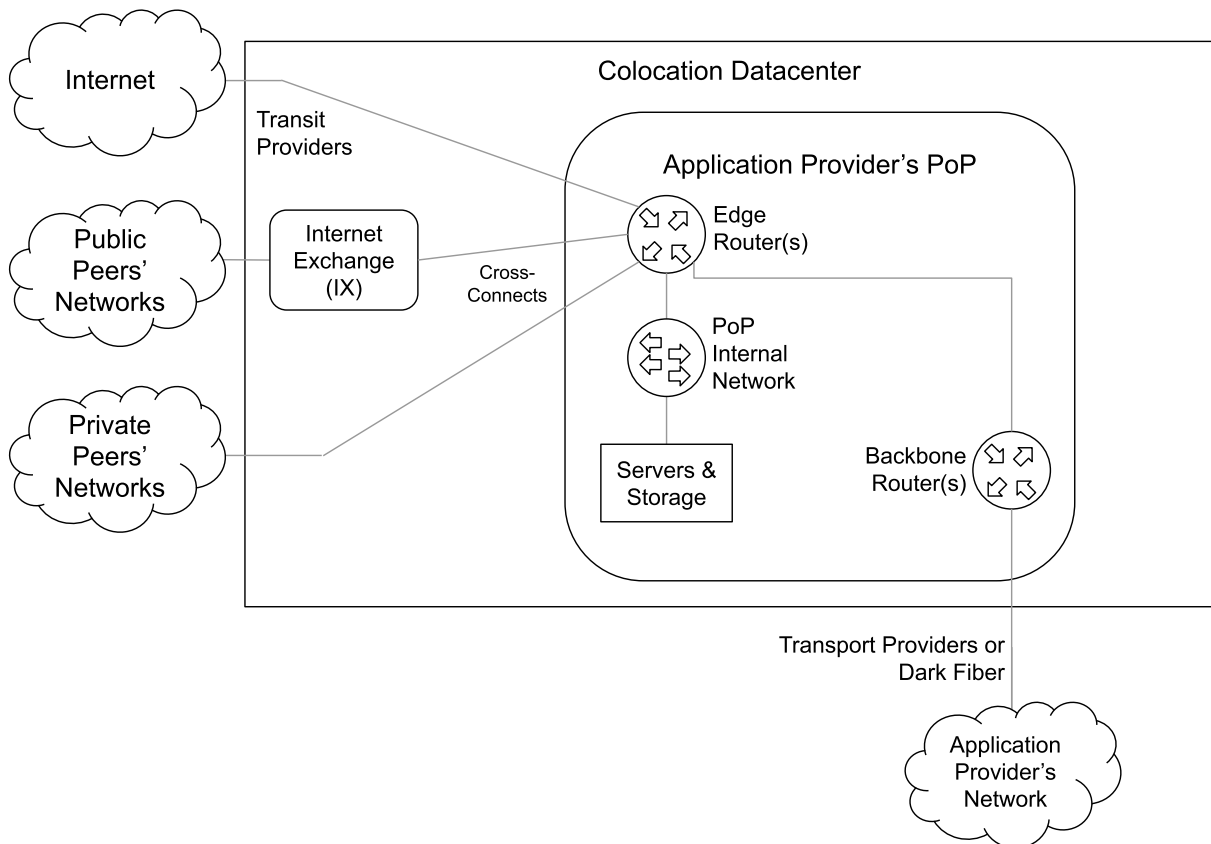 Internet
Colocation Datacenter
Transit
Providers
Application Provider’s PoP
Public
Peers’
Networks
Internet
Exchange
(IX)
Edge
Router(s)
Cross-
Connects
PoP
Internal
Network
Private
Peers’
Networks
Servers &
Storage
Backbone
Router(s)
Transport Providers or
Dark Fiber
Application
Provider’s
Network